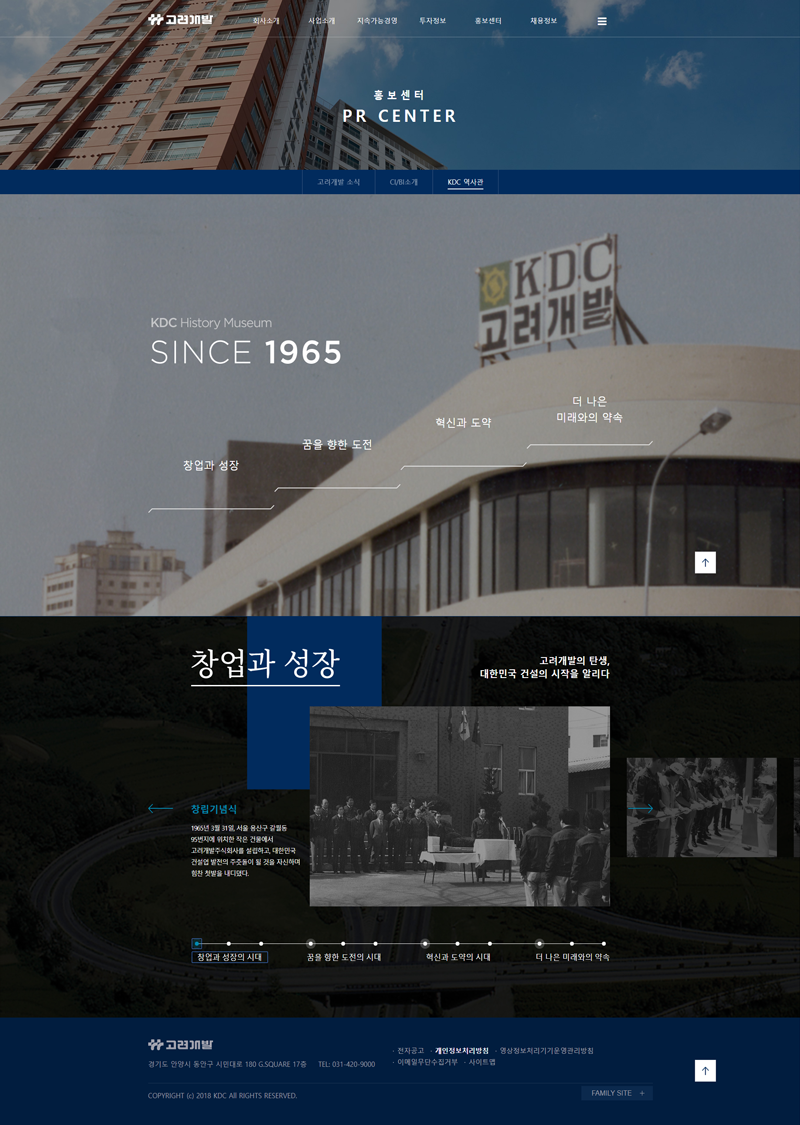 고려개발
회사소개 사업소개 지속가능경영 투자정보 홍보센터 채용정보
홍보센터
PR CENTER
고려개발 소식 CI/BI소개 KDC 역사관
K.D.C
고려개발
KDC History Museum
SINCE 1965
창업과 성장
꿈을 향한 도전
혁신과 도약
더 나은
미래와의 약속
창업과 성장
고려개발의 탄생,
대한민국 건설의 시작을 알리다
창립기념식
1965년 3월 31일, 서울 용산구 갈월동
95번지에 위치한 작은 건물에서
고려개발주식회사를 설립하고, 대한민국
건설업 발전의 주춧돌이 될 것을 자신하며
힘찬 첫발을 내디뎠다.
창업과 성장의 시대 꿈을 향한 도전의 시대 혁신과 도약의 시대 더 나은 미래와의 약속
고려개발
경기도 안양시 동안구 시민대로 180 G.SQUARE 17층 TEL: 031-420-9000
· 전자공고 · 개인정보처리방침 · 영상정보처리기기운영관리방침
· 이메일무단수집거부 · 사이트맵
COPYRIGHT (c) 2018 KDC All RIGHTS RESERVED.
FAMILY SITE +